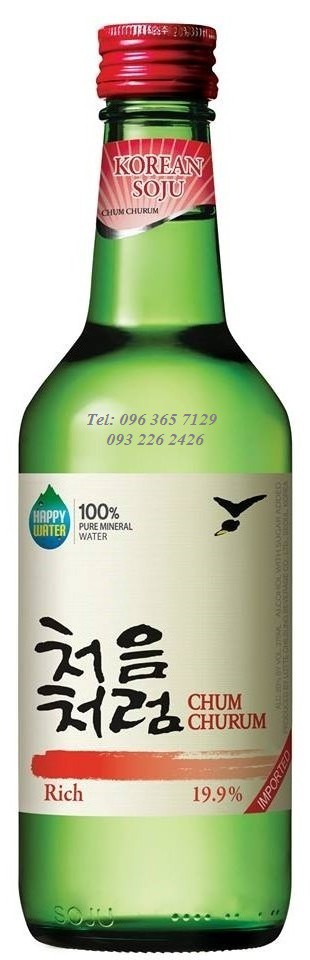 KOREAN
SOJU
CHUM CHURUM
Tel: 096 365 7129
093 226 2426
HAPPY
WATER
100%
PURE MINERAL
WATER
처음
처럼
CHUM
CHURUM
Rich
19.9%
IMPORTED
SOJU